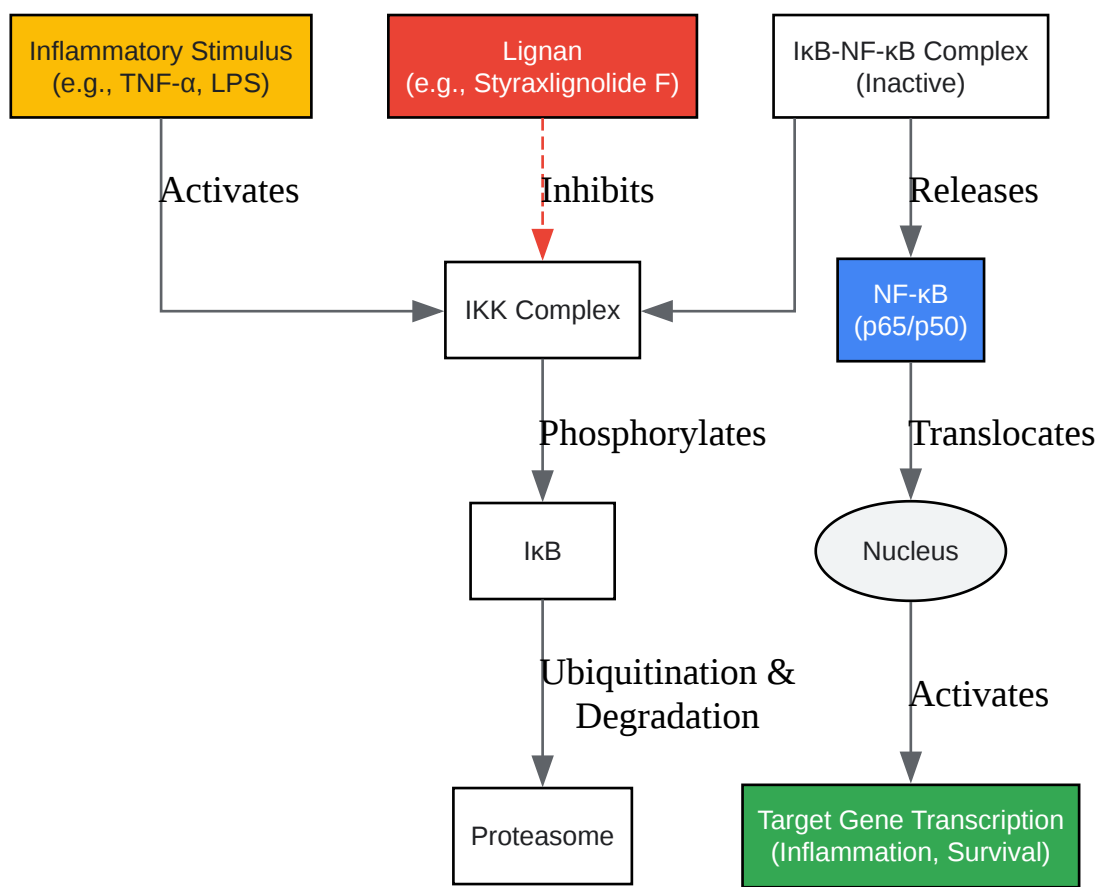 Inflammatory Stimulus
(e.g., TNF-α, LPS)
Lignan
(e.g., Styraxlignolide F)
IκB-NF-κB Complex
(Inactive)
Activates
Inhibits
Releases
IKK Complex
NF-κB
(p65/p50)
Phosphorylates
Translocates
IκB
Nucleus
Ubiquitination &
Degradation
Activates
Proteasome
Target Gene Transcription
(Inflammation, Survival)